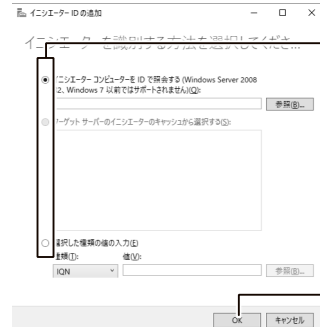 イニシエーター ID の追加
イニシエーターを識別する方法を選択してくださ...
イニシエーター コンピューターを ID で照会する (Windows Server 2008
R2、Windows 7 以前ではサポートされません)(Q):
参照(B)...
ターゲット サーバーのイニシエーターのキャッシュから選択する(S):
選択した種類の値の入力(E)
種類(T): 値(V):
IQN 参照(B)...
OK キャンセル